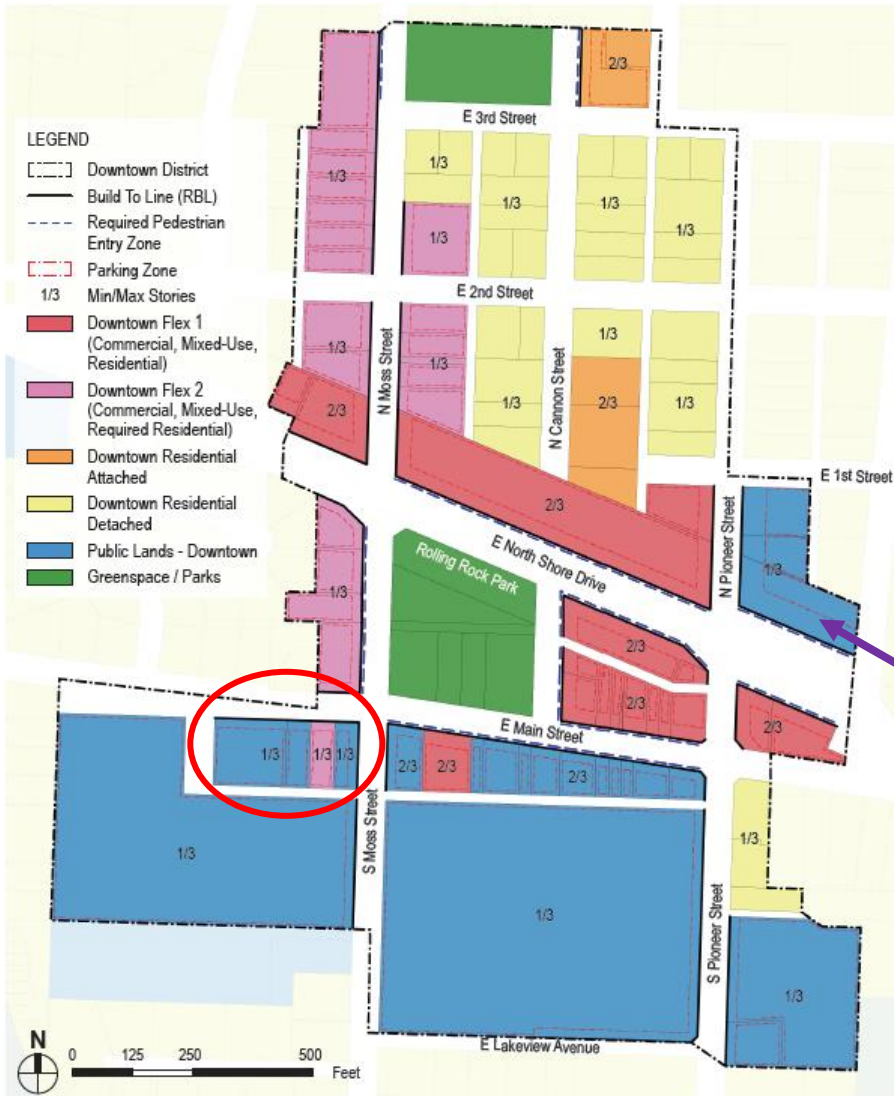 2/3
E 3rd Street
LEGEND
Downtown District
Build To Line (RBL)
Required Pedestrian
Entry Zone
Parking Zone
1/3 Min/Max Stories
Downtown Flex 1
(Commercial, Mixed-Use,
Residential)
Downtown Flex 2
(Commercial, Mixed-Use,
Required Residential)
Downtown Residential
Attached
Downtown Residential
Detached
Public Lands - Downtown
Greenspace / Parks
1/3
1/3
1/3
1/3
1/3
1/3
E 2nd Street
N Moss Street
N Cannon Street
1/3
1/3
1/3
1/3
2/3
1/3
2/3
E 1st Street
2/3
E North Shore Drive
N Pioneer Street
Rolling Rock Park
1/3
1/3
2/3
2/3
2/3
E Main Street
1/3
1/3
1/3
2/3
2/3
2/3
S Moss Street
1/3
1/3
1/3
S Pioneer Street
1/3
E Lakeview Avenue
N
0 125 250 500
Feet